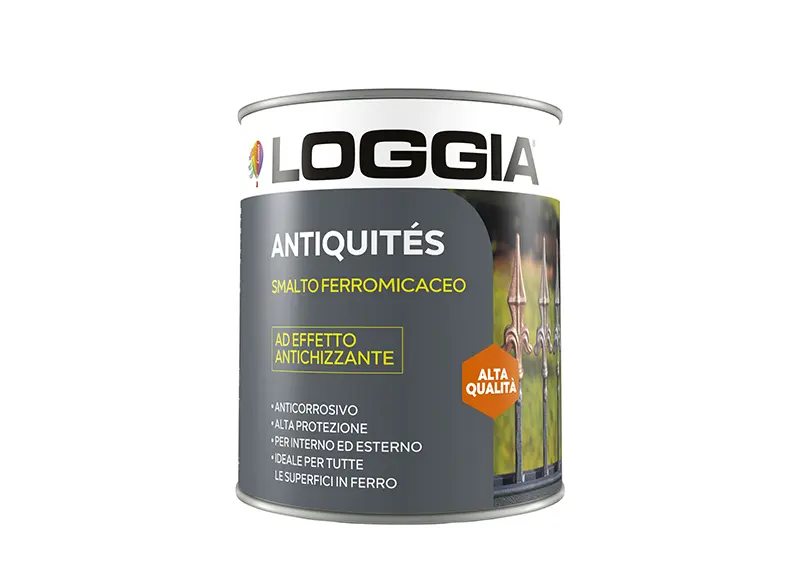 LOGGIA
ANTIQUITÉS
SMALTO FERROMICACEO
AD EFFETTO
ANTICHIZZANTE
ALTA
QUALITÀ
• ANTICORROSIVO
• ALTA PROTEZIONE
• PER INTERNO ED ESTERNO
• IDEALE PER TUTTE
LE SUPERFICI IN FERRO